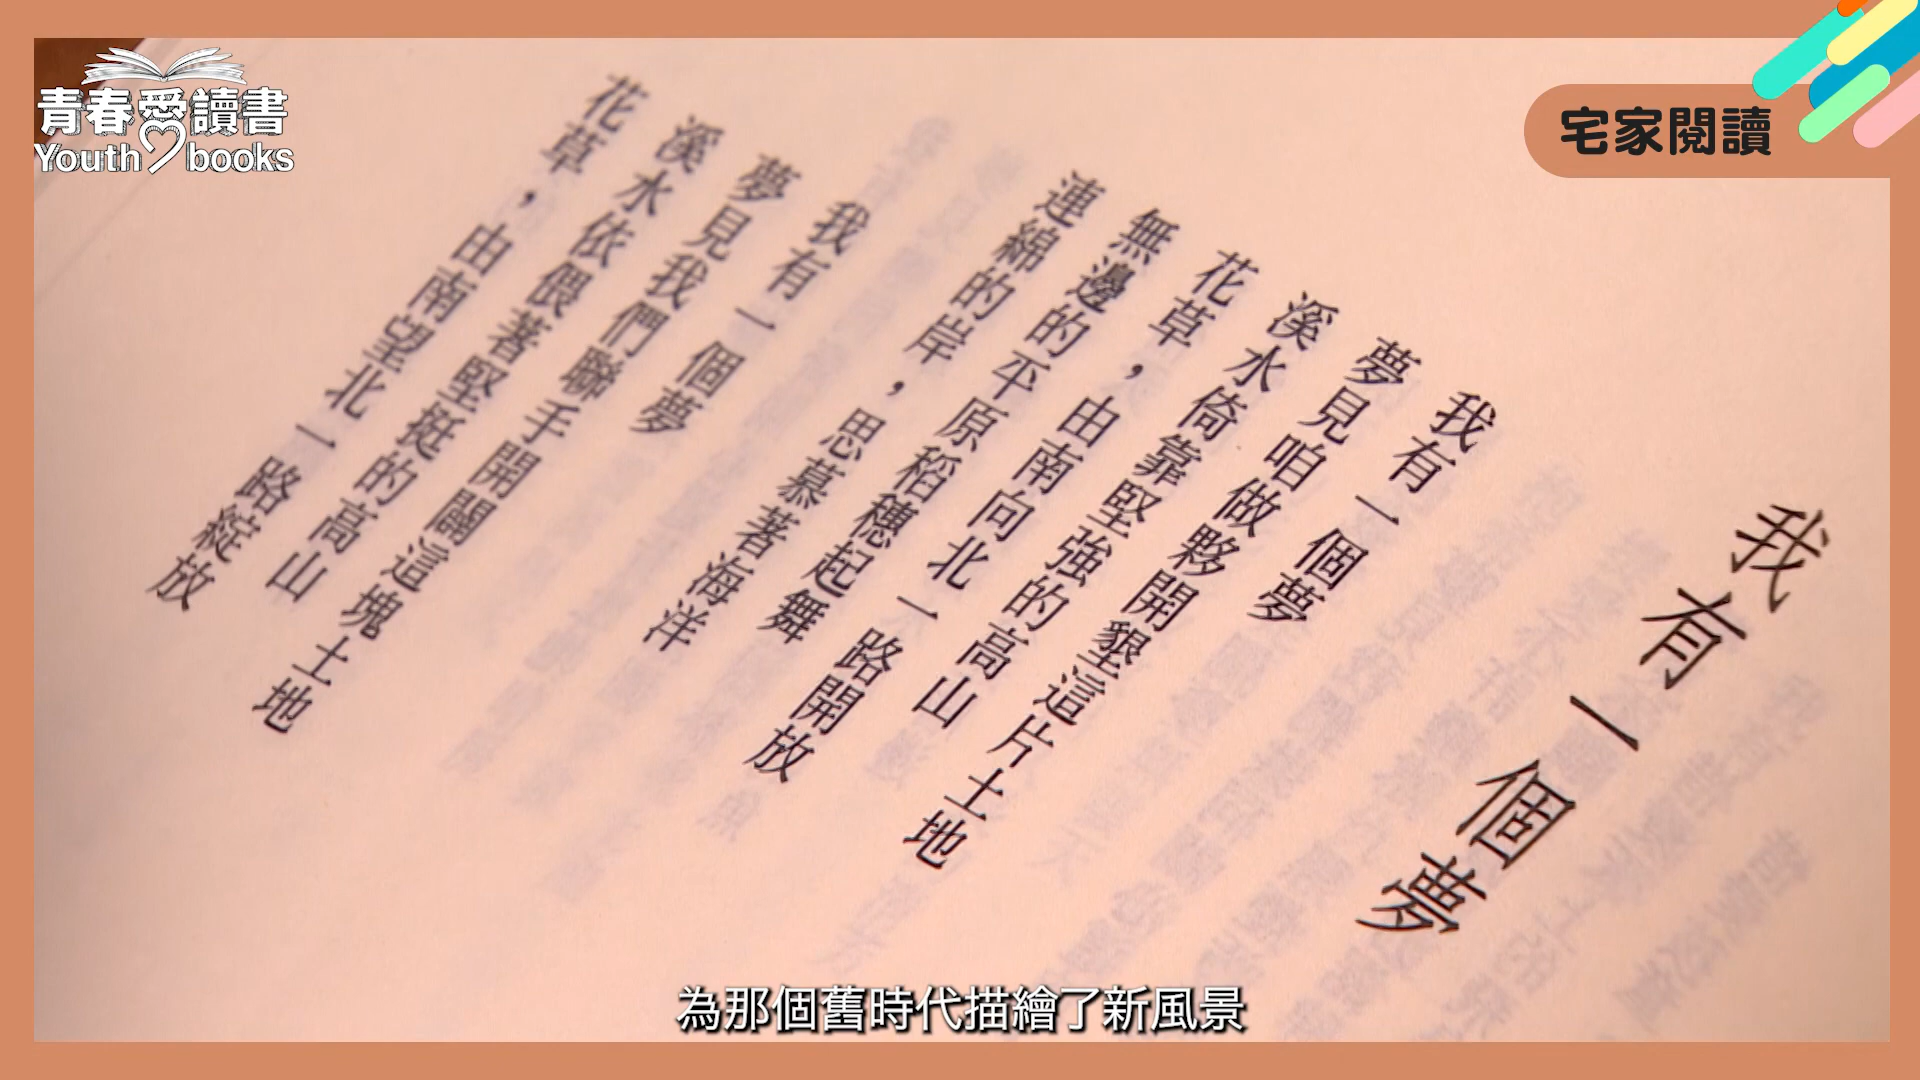 青春愛讀書
Youth books
宅家閱讀
我有一個夢
我有一個夢
夢見咱做夥開墾這片土地
溪水倚靠堅強的高山
花草，由南向北一路開放
無邊的平原稻穗起舞
連綿的岸，思慕著海洋
我有一個夢
夢見我們聯手開闢這塊土地
溪水依偎著堅挺的高山
花草，由南望北一路綻放
為那個舊時代描繪了新風景